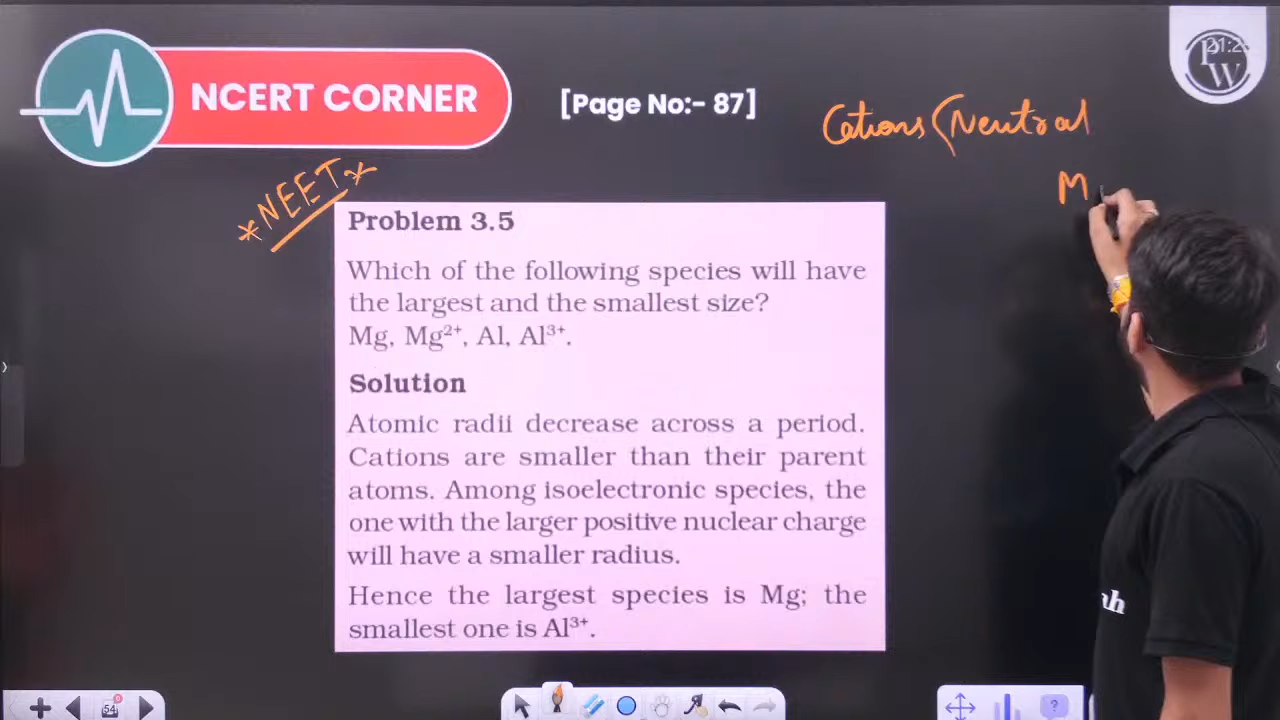 NCERT CORNER
[Page No:- 87]
PW
Cations < Neutral
M
*NEET*
Problem 3.5
Which of the following species will have
the largest and the smallest size?
Mg, Mg²⁺, Al, Al³⁺.
Solution
Atomic radii decrease across a period.
Cations are smaller than their parent
atoms. Among isoelectronic species, the
one with the larger positive nuclear charge
will have a smaller radius.
Hence the largest species is Mg; the
smallest one is Al³⁺.
ah
54